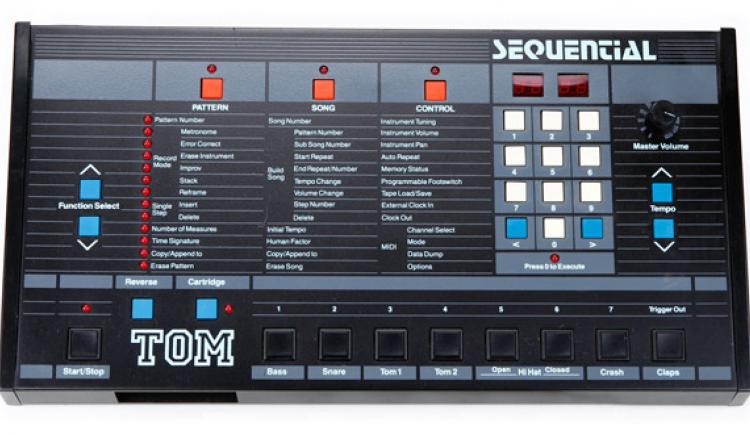 SEQUENTIAL
PATTERN
SONG
CONTROL
Pattern Number
Metronome
Error Correct
Record Mode
Erase Instrument
Improv
Stack
Reframe
Single Step
Insert
Delete
Number of Measures
Time Signature
Copy/Append to
Erase Pattern
Song Number
Pattern Number
Sub Song Number
Start Repeat
Build Song
End Repeat/Number
Tempo Change
Volume Change
Step Number
Delete
Initial Tempo
Human Factor
Copy/Append to
Erase Song
Instrument Tuning
Instrument Volume
Instrument Pan
Auto Repeat
Memory Status
Programmable Footswitch
Tape Load/Save
External Clock In
Clock Out
MIDI
Channel Select
Mode
Data Dump
Options
1 2 3
4 5 6
7 8 9
0
Press 0 to Execute
Master Volume
Function Select
Tempo
Reverse
Cartridge
TOM
1 2 3 4 5 6 7 Trigger Out
Start/Stop
Bass
Snare
Tom 1
Tom 2
Open Hi Hat Closed
Crash
Claps